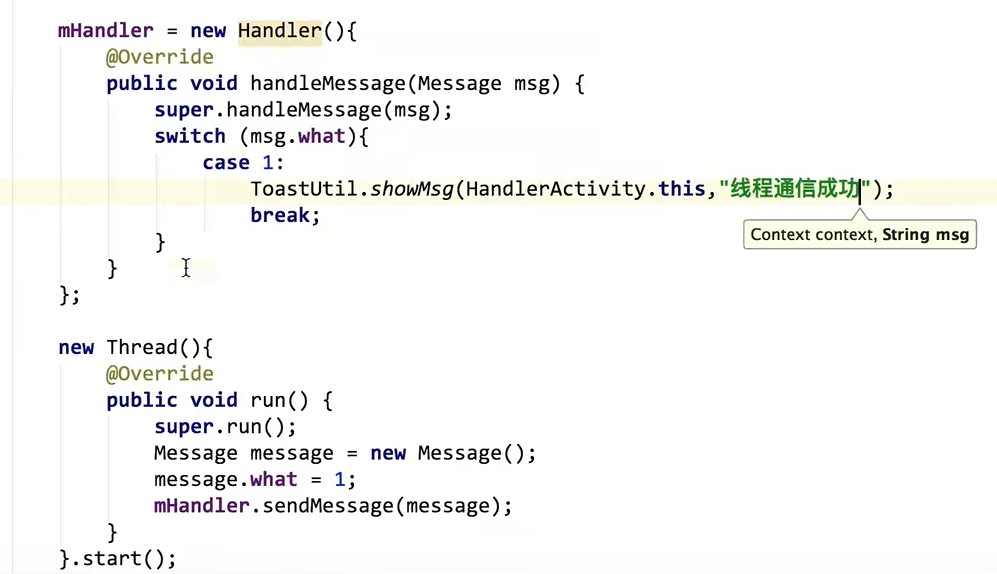 mHandler = new Handler(){
@Override
public void handleMessage(Message msg) {
super.handleMessage(msg);
switch (msg.what){
case 1:
ToastUtil.showMsg(HandlerActivity.this,"线程通信成功");
break;
Context context, String msg
}
}
};
new Thread(){
@Override
public void run() {
super.run();
Message message = new Message();
message.what = 1;
mHandler.sendMessage(message);
}
}.start();